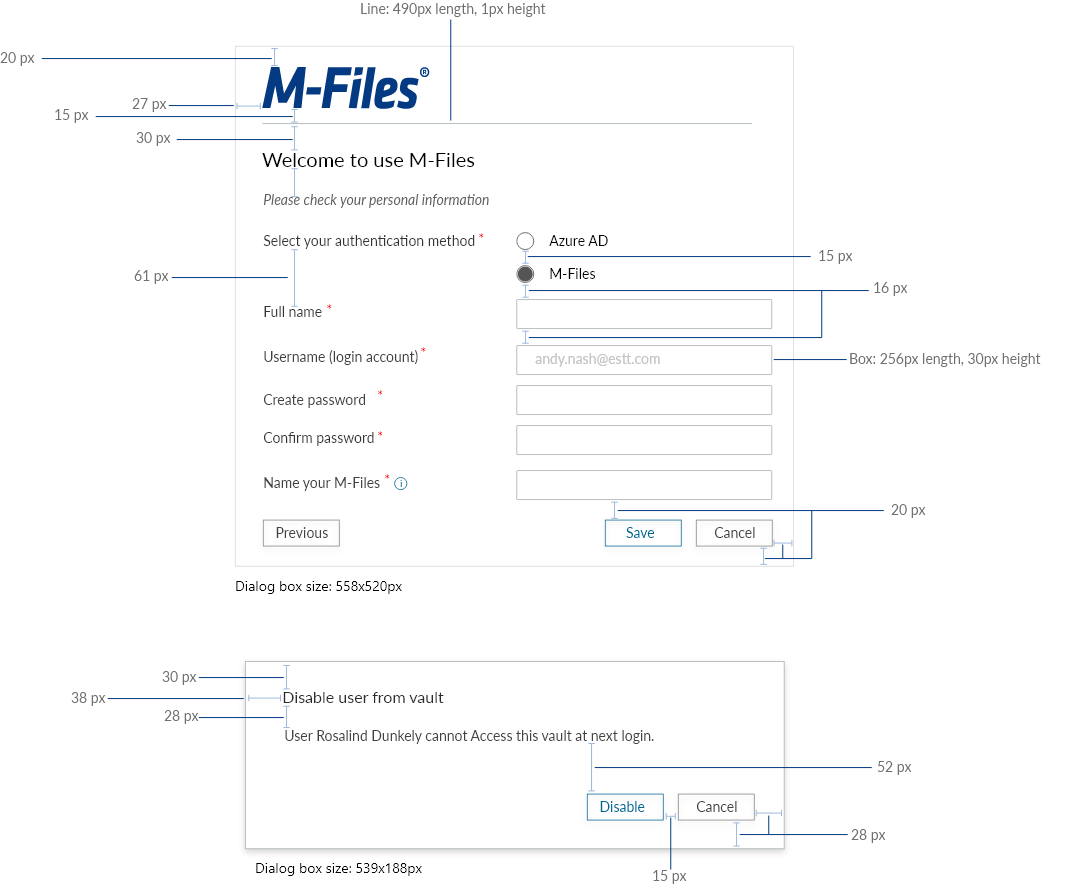 Line: 490px length, 1px height
20 px
M-Files®
27 px
15 px
30 px
Welcome to use M-Files
Please check your personal information
Select your authentication method *
Azure AD
15 px
61 px
M-Files
16 px
Full name *
Username (login account) *
andy.nash@estt.com
Box: 256px length, 30px height
Create password *
Confirm password *
Name your M-Files * i
20 px
Previous
Save
Cancel
Dialog box size: 558x520px
30 px
38 px
Disable user from vault
28 px
User Rosalind Dunkely cannot Access this vault at next login.
52 px
Disable
Cancel
28 px
Dialog box size: 539x188px
15 px